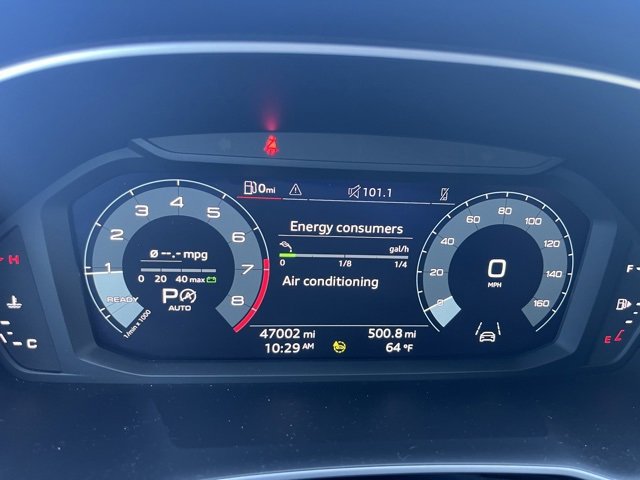 0mi 101.1
Energy consumers
gal/h
0 1/8 1/4
Air conditioning
1 2 3 4 5 6 7 8
Ø --.- mpg
0 20 40 max
READY
P A
AUTO
1/min x 1000
0 20 40 60 80 100 120 140 160
0
MPH
47002 mi 500.8 mi
10:29 AM 64 °F
H
C
F
E